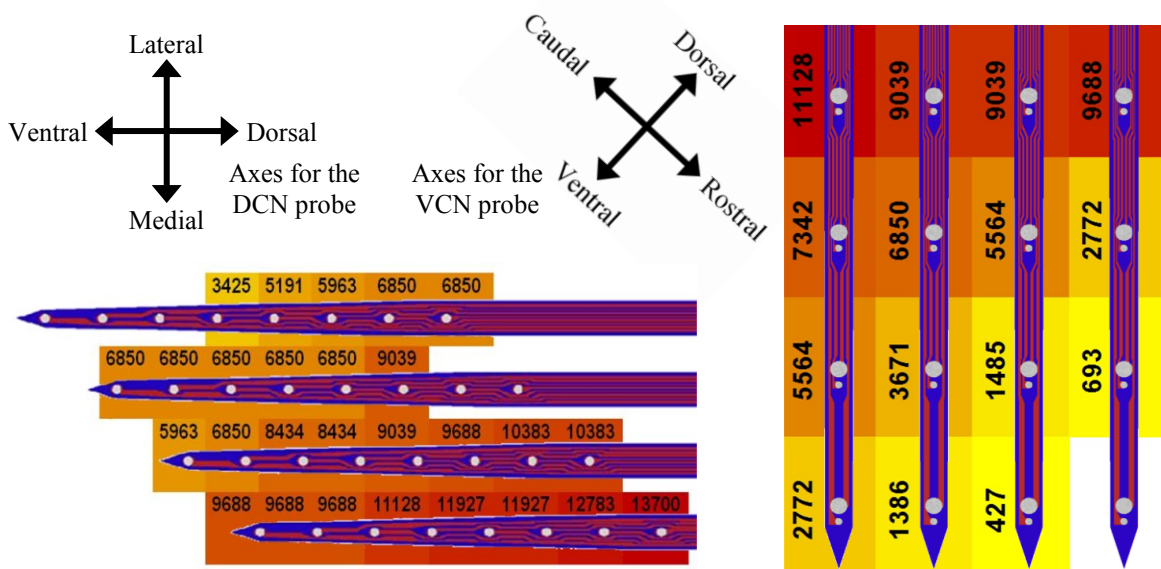 Lateral
Ventral
Dorsal
Medial
Axes for the
DCN probe
Caudal
Dorsal
Ventral
Rostral
Axes for the
VCN probe
3425 5191 5963 6850 6850
6850 6850 6850 6850 6850 9039
5963 6850 8434 8434 9039 9688 10383 10383
9688 9688 9688 11128 11927 11927 12783 13700
11128 9039 9039 9688
7342 6850 5564 2772
5564 3671 1485 693
2772 1386 427